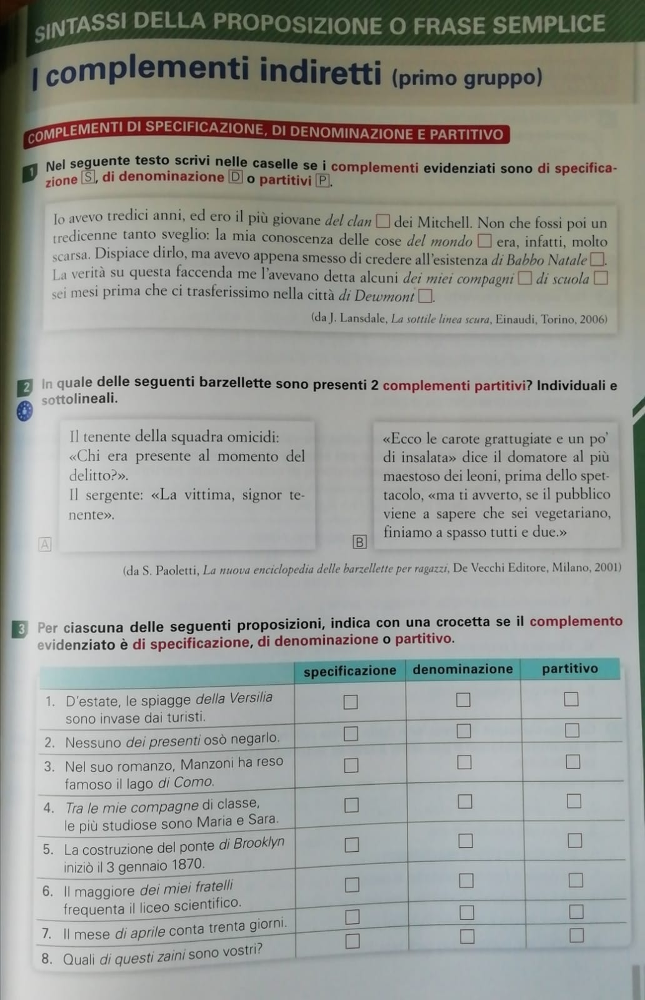 SINTASSI DELLA PROPOSIZIONE O FRASE SEMPLICE
I complementi indiretti (primo gruppo)
COMPLEMENTI DI SPECIFICAZIONE, DI DENOMINAZIONE E PARTITIVO
1 Nel seguente testo scrivi nelle caselle se i complementi evidenziati sono di specifica-
zione S, di denominazione D o partitivi P.
Io avevo tredici anni, ed ero il più giovane del clan □ dei Mitchell. Non che fossi poi un
tredicenne tanto sveglio: la mia conoscenza delle cose del mondo □ era, infatti, molto
scarsa. Dispiace dirlo, ma avevo appena smesso di credere all'esistenza di Babbo Natale □.
La verità su questa faccenda me l'avevano detta alcuni dei miei compagni □ di scuola □
sei mesi prima che ci trasferissimo nella città di Dewmont □.
(da J. Lansdale, La sottile linea scura, Einaudi, Torino, 2006)
2 In quale delle seguenti barzellette sono presenti 2 complementi partitivi? Individuali e
sottolineali.
Il tenente della squadra omicidi:
«Chi era presente al momento del
delitto?».
Il sergente: «La vittima, signor te-
nente».
A
«Ecco le carote grattugiate e un po'
di insalata» dice il domatore al più
maestoso dei leoni, prima dello spet-
tacolo, «ma ti avverto, se il pubblico
viene a sapere che sei vegetariano,
finiamo a spasso tutti e due.»
B
(da S. Paoletti, La nuova enciclopedia delle barzellette per ragazzi, De Vecchi Editore, Milano, 2001)
3 Per ciascuna delle seguenti proposizioni, indica con una crocetta se il complemento
evidenziato è di specificazione, di denominazione o partitivo.
specificazione denominazione partitivo
1. D'estate, le spiagge della Versilia □ □ □
sono invase dai turisti.
2. Nessuno dei presenti osò negarlo. □ □ □
3. Nel suo romanzo, Manzoni ha reso □ □ □
famoso il lago di Como.
4. Tra le mie compagne di classe, □ □ □
le più studiose sono Maria e Sara.
5. La costruzione del ponte di Brooklyn □ □ □
iniziò il 3 gennaio 1870.
6. Il maggiore dei miei fratelli □ □ □
frequenta il liceo scientifico.
7. Il mese di aprile conta trenta giorni. □ □ □
8. Quali di questi zaini sono vostri? □ □ □